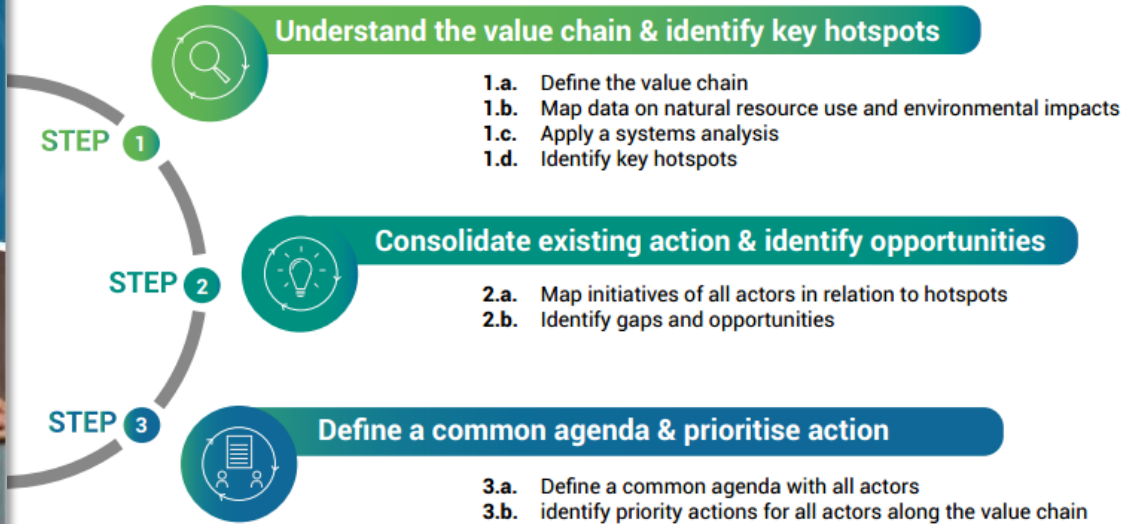 Understand the value chain & identify key hotspots
STEP 1
1.a. Define the value chain
1.b. Map data on natural resource use and environmental impacts
1.c. Apply a systems analysis
1.d. Identify key hotspots
Consolidate existing action & identify opportunities
STEP 2
2.a. Map initiatives of all actors in relation to hotspots
2.b. Identify gaps and opportunities
Define a common agenda & prioritise action
STEP 3
3.a. Define a common agenda with all actors
3.b. identify priority actions for all actors along the value chain